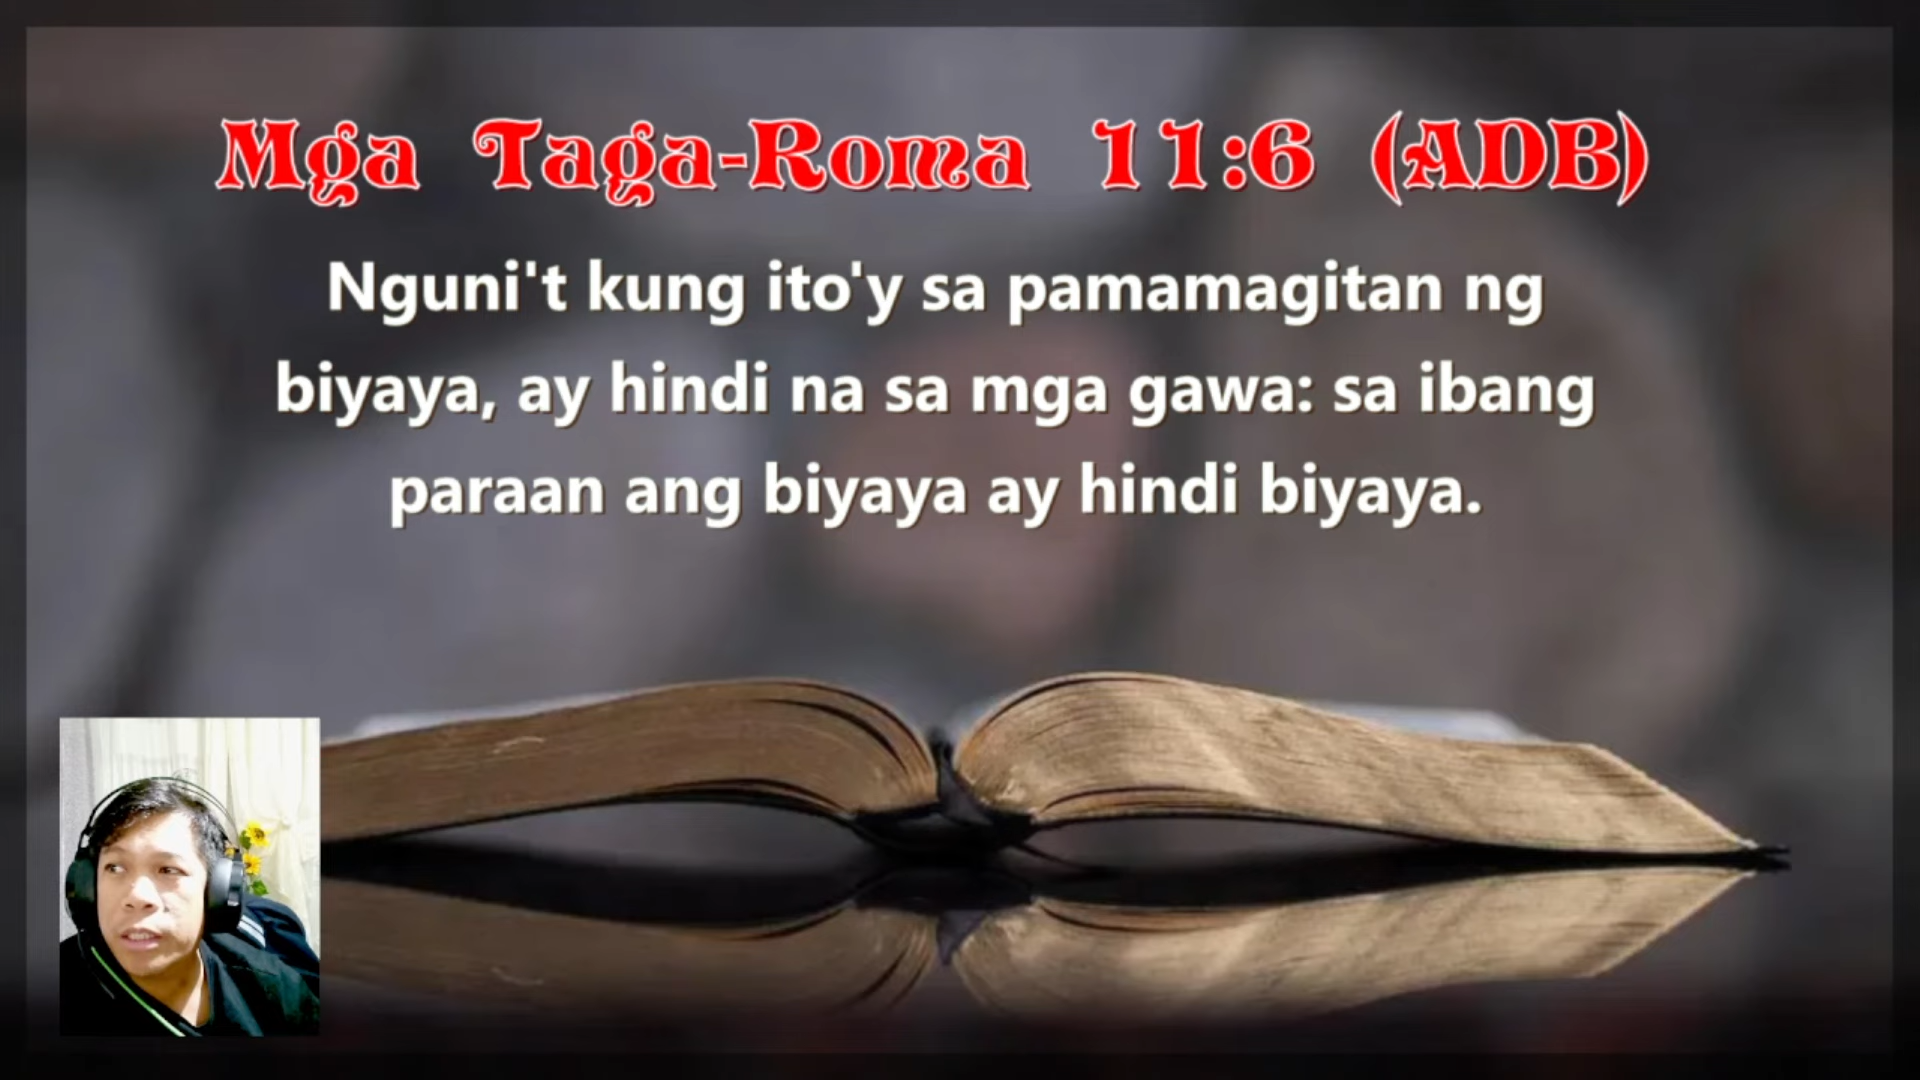 Mga Taga-Roma 11:6 (ADB)
Nguni't kung ito'y sa pamamagitan ng
biyaya, ay hindi na sa mga gawa: sa ibang
paraan ang biyaya ay hindi biyaya.